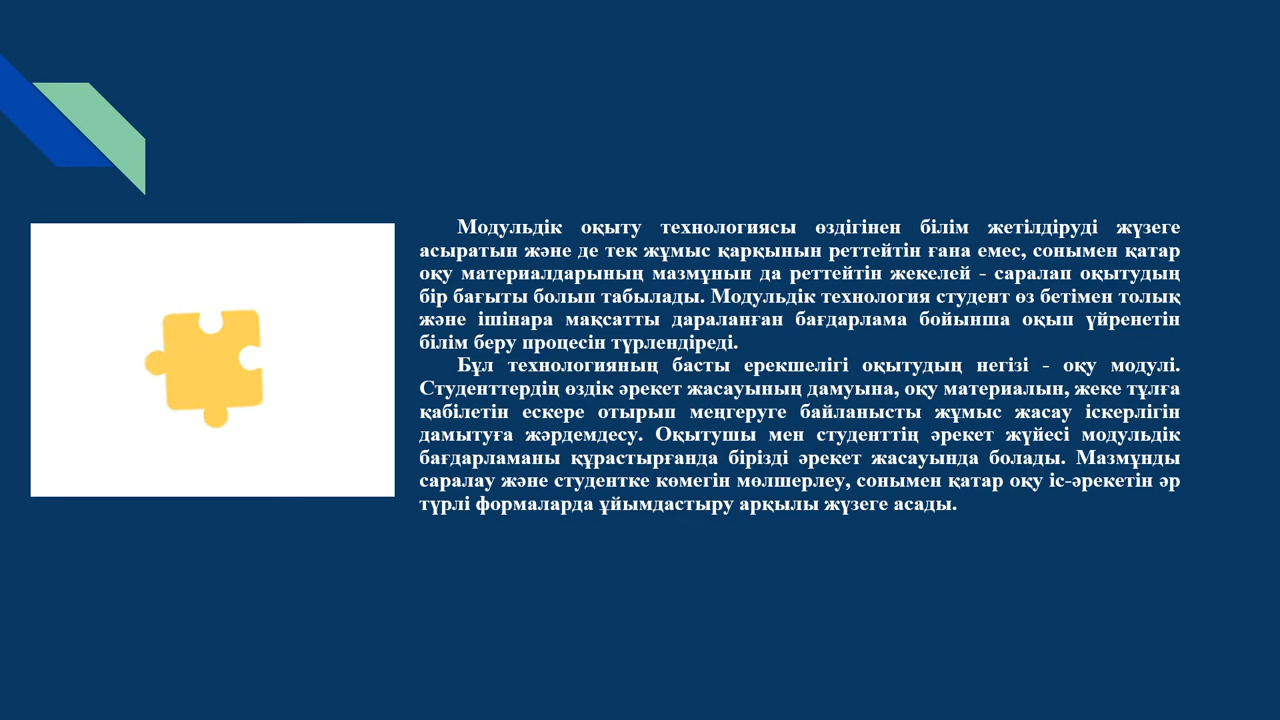 Модульдік оқыту технологиясы өздігінен білім жетілдіруді жүзеге
асыратын және де тек жұмыс қарқынын реттейтін ғана емес, сонымен қатар
оқу материалдарының мазмұнын да реттейтін жекелей - саралап оқытудың
бір бағыты болып табылады. Модульдік технология студент өз бетімен толық
және ішінара мақсатты дараланған бағдарлама бойынша оқып үйренетін
білім беру процесін түрлендіреді.
Бұл технологияның басты ерекшелігі оқытудың негізі - оқу модулі.
Студенттердің өздік әрекет жасауының дамуына, оқу материалын, жеке тұлға
қабілетін ескере отырып меңгеруге байланысты жұмыс жасау іскерлігін
дамытуға жәрдемдесу. Оқытушы мен студенттің әрекет жүйесі модульдік
бағдарламаны құрастырғанда бірізді әрекет жасауында болады. Мазмұнды
саралау және студентке көмегін мөлшерлеу, сонымен қатар оқу іс-әрекетін әр
түрлі формаларда ұйымдастыру арқылы жүзеге асады.